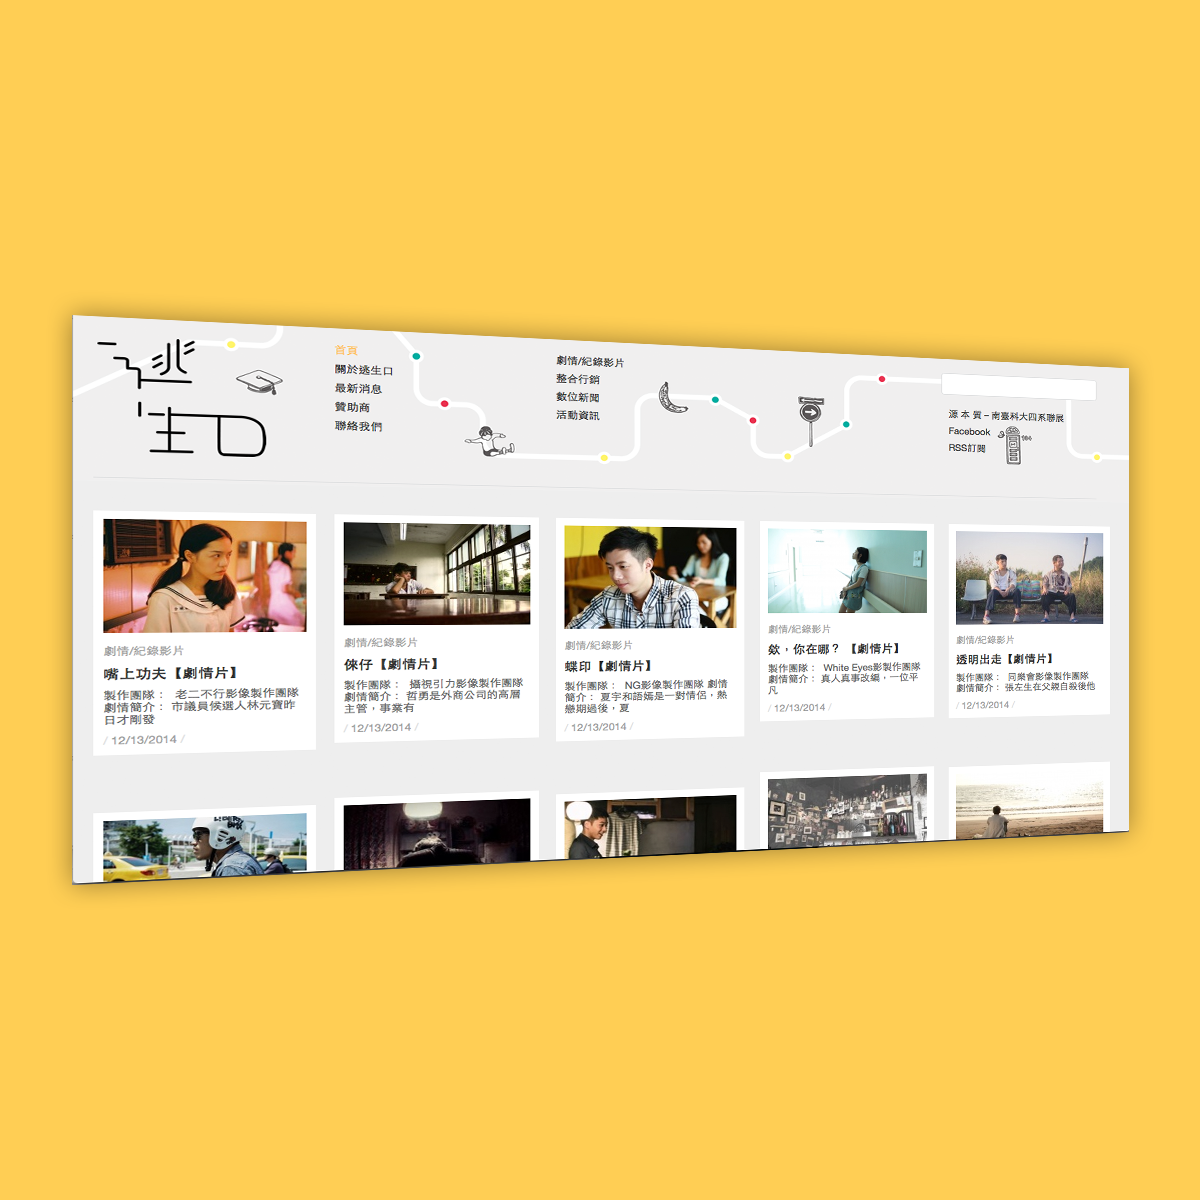 逃
生口
首頁
關於逃生口
最新消息
贊助商
聯絡我們
劇情/紀錄影片
整合行銷
數位新聞
活動資訊
源 本 質 – 南臺科大四系聯展
Facebook
RSS訂閱
劇情/紀錄影片
嘴上功夫【劇情片】
製作團隊： 老二不行影像製作團隊
劇情簡介： 市議員候選人林元寶昨
日才剛發
/ 12/13/2014 /
劇情/紀錄影片
倈仔【劇情片】
製作團隊： 攝視引力影像製作團隊
劇情簡介： 哲勇是外商公司的高層
主管，事業有
/ 12/13/2014 /
劇情/紀錄影片
蝶印【劇情片】
製作團隊： NG影像製作團隊 劇情
簡介： 夏宇和語嫣是一對情侶，熱
戀期過後，夏
/ 12/13/2014 /
劇情/紀錄影片
欸，你在哪？ 【劇情片】
製作團隊： White Eyes影製作團隊
劇情簡介： 真人真事改編，一位平
凡
/ 12/13/2014 /
劇情/紀錄影片
透明出走【劇情片】
製作團隊： 同樂會影像製作團隊
劇情簡介： 張左生在父親自殺後他
/ 12/13/2014 /